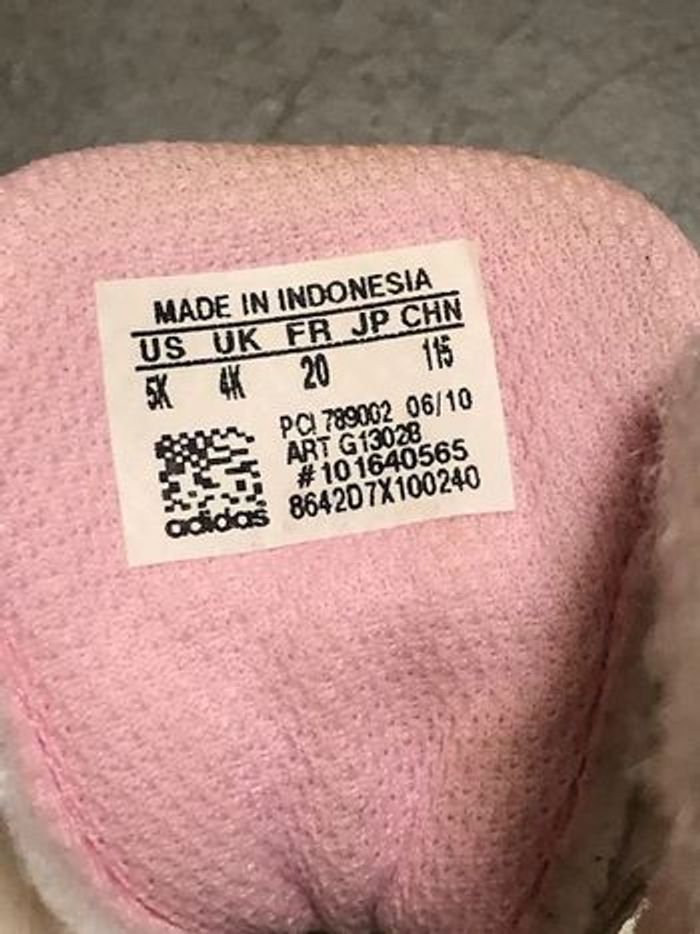 MADE IN INDONESIA
US UK FR JP CHN
5K 4K 20 115
PCI 789002 06/10
ART G13028
#101640565
8642D7X100240
adidas